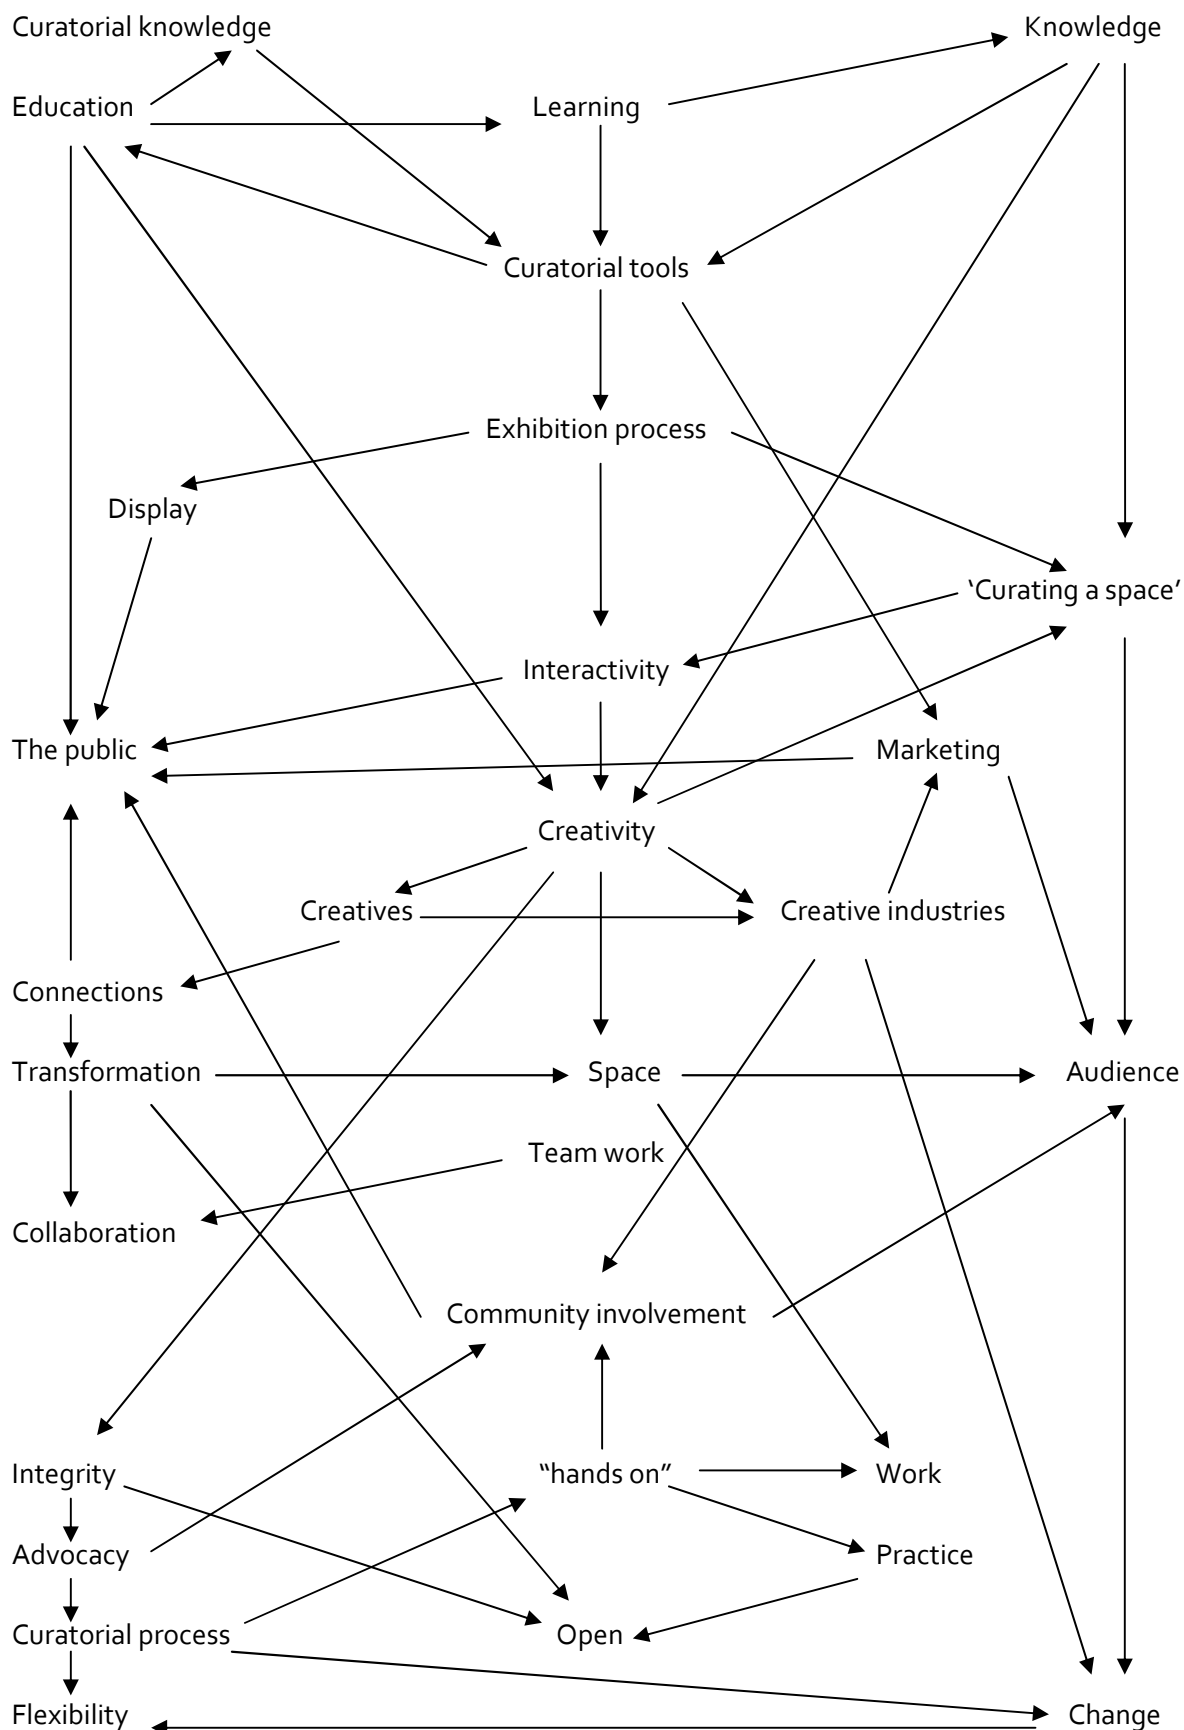 Curatorial knowledge
Knowledge
Education
Learning
Curatorial tools
Exhibition process
Display
‘Curating a space’
Interactivity
The public
Marketing
Creativity
Creatives
Creative industries
Connections
Transformation
Space
Audience
Team work
Collaboration
Community involvement
Integrity
“hands on”
Work
Advocacy
Practice
Curatorial process
Open
Flexibility
Change